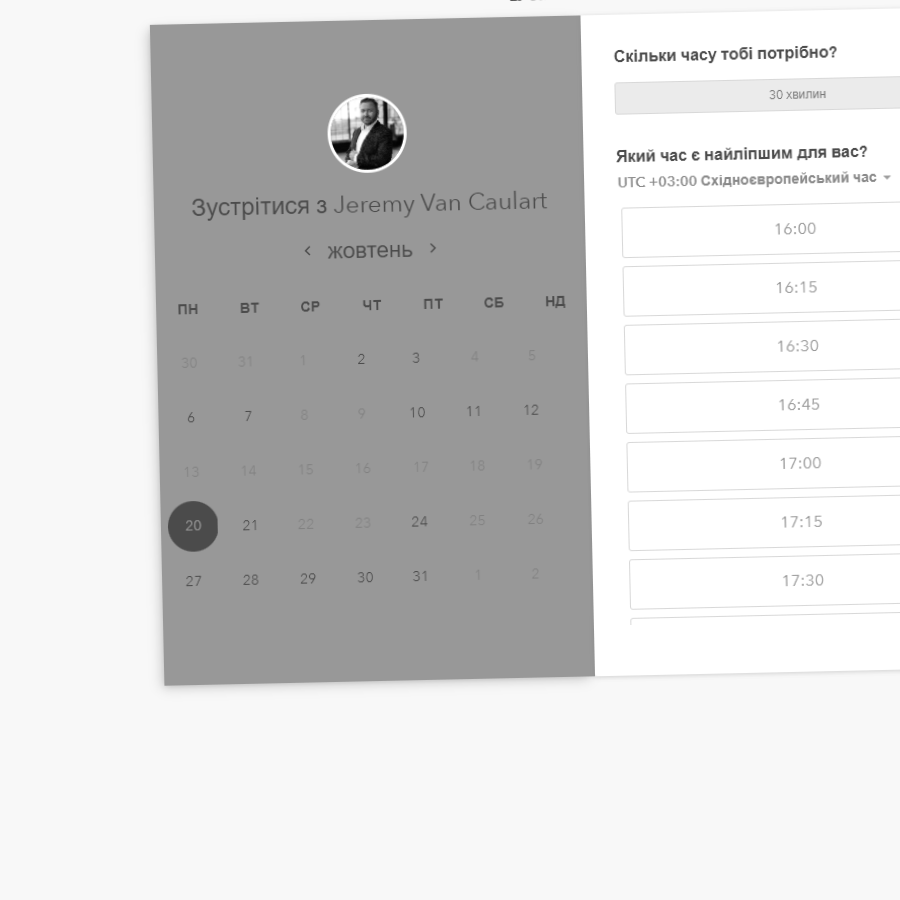 Зустрітися з Jeremy Van Caulart
жовтень
ПН ВТ СР ЧТ ПТ СБ НД
30 31 1 2 3 4 5
6 7 8 9 10 11 12
13 14 15 16 17 18 19
20 21 22 23 24 25 26
27 28 29 30 31 1 2
Скільки часу тобі потрібно?
30 хвилин
Який час є найліпшим для вас?
UTC +03:00 Східноєвропейський час
16:00
16:15
16:30
16:45
17:00
17:15
17:30